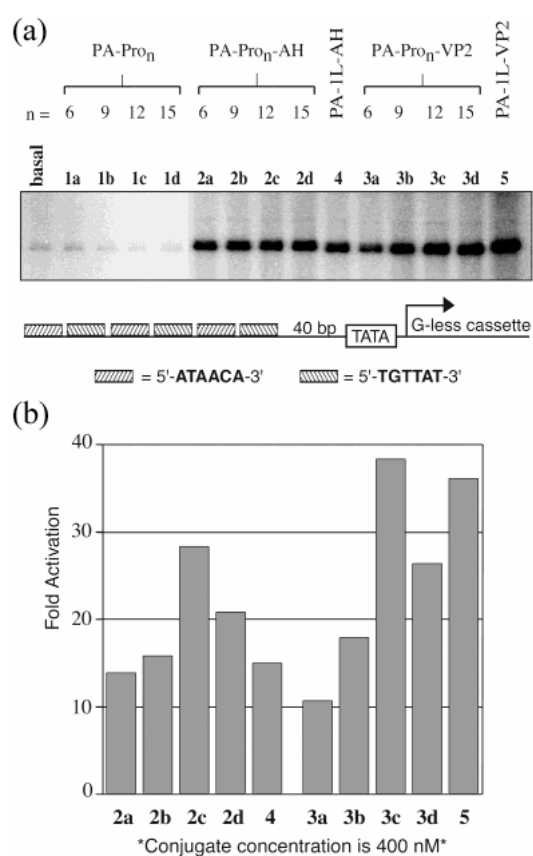 (a)
PA-Proₙ PA-Proₙ-AH PA-1L-AH PA-Proₙ-VP2 PA-1L-VP2
n = 6 9 12 15 6 9 12 15 6 9 12 15
basal 1a 1b 1c 1d 2a 2b 2c 2d 4 3a 3b 3c 3d 5
40 bp TATA G-less cassette
= 5'-ATAACA-3' = 5'-TGTTAT-3'
(b)
Fold Activation
40
30
20
10
0
2a 2b 2c 2d 4 3a 3b 3c 3d 5
*Conjugate concentration is 400 nM*